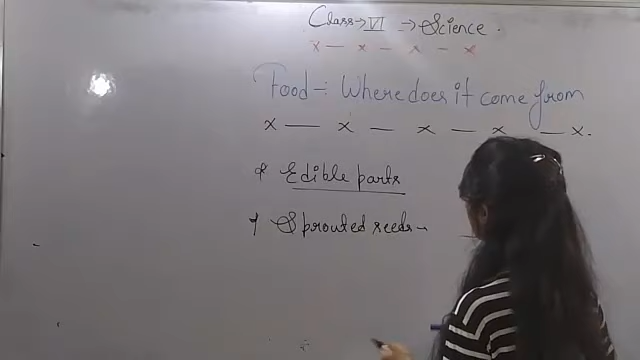 Class → VI → Science.
x — x — x — x
Food :- Where does it come from
x — x — x — x — x.
* Edible parts
* Sprouted seeds -